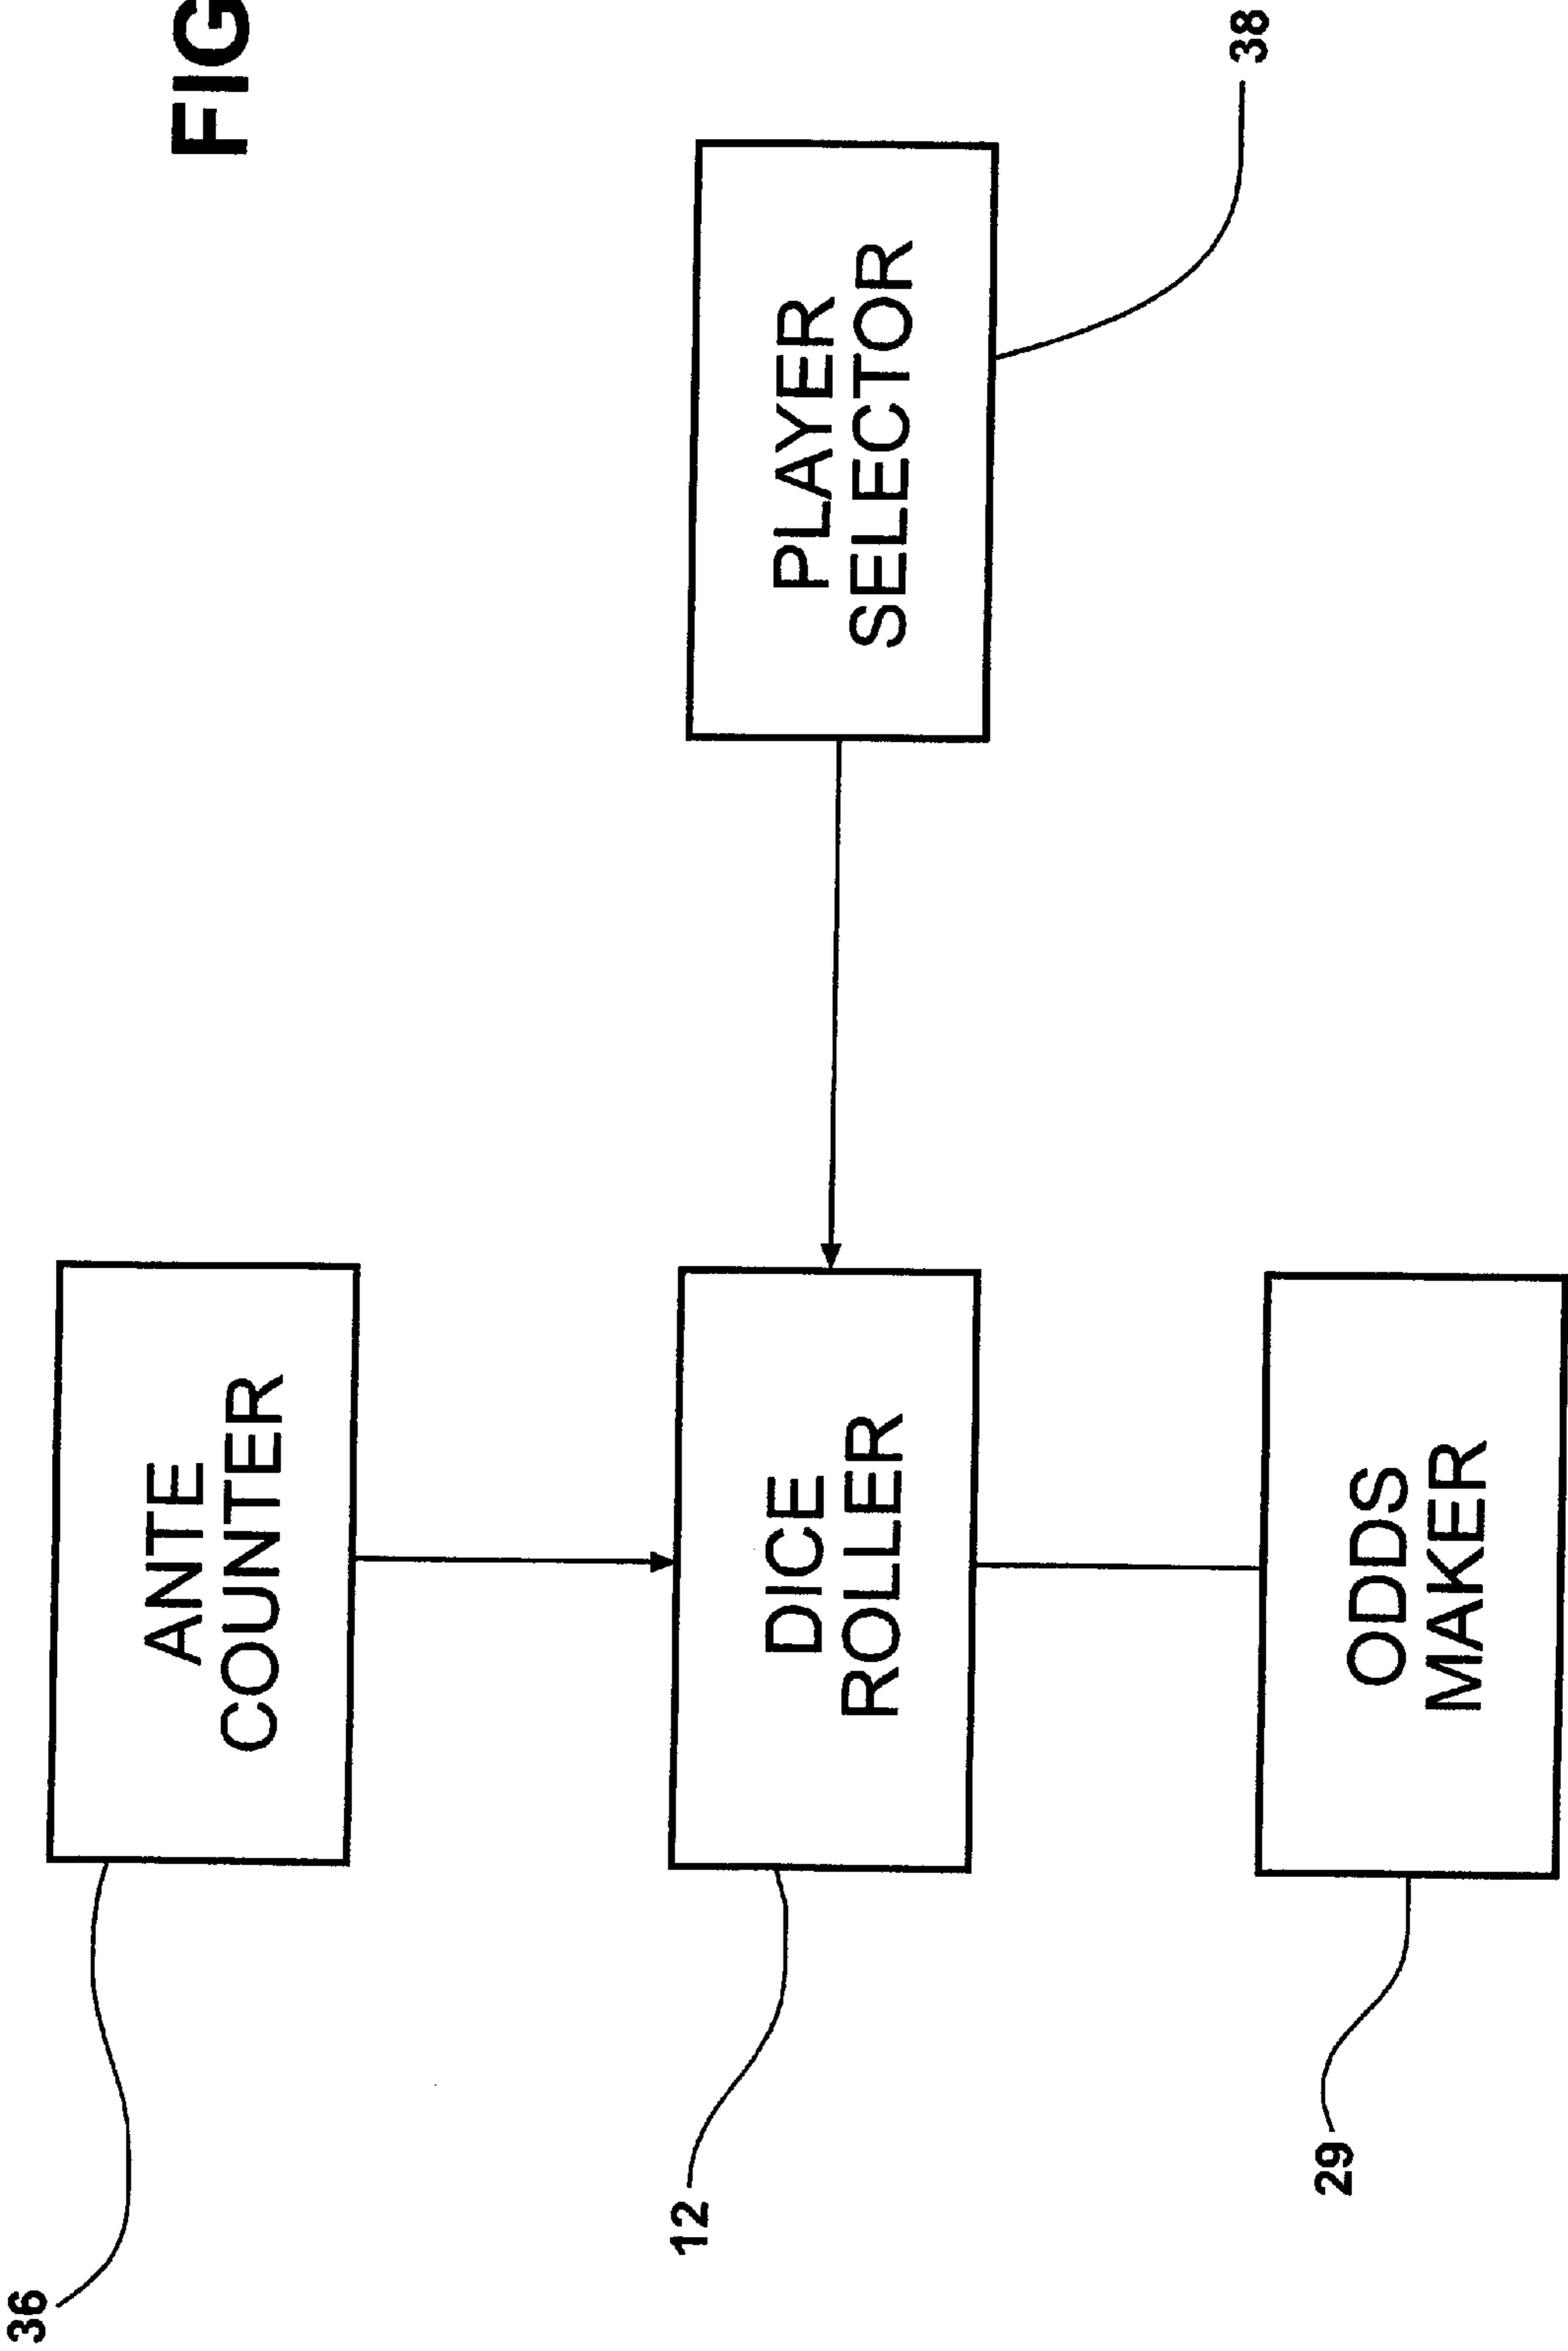 FIG
36
ANTE
COUNTER
12
DICE
ROLLER
PLAYER
SELECTOR
38
29
ODDS
MAKER